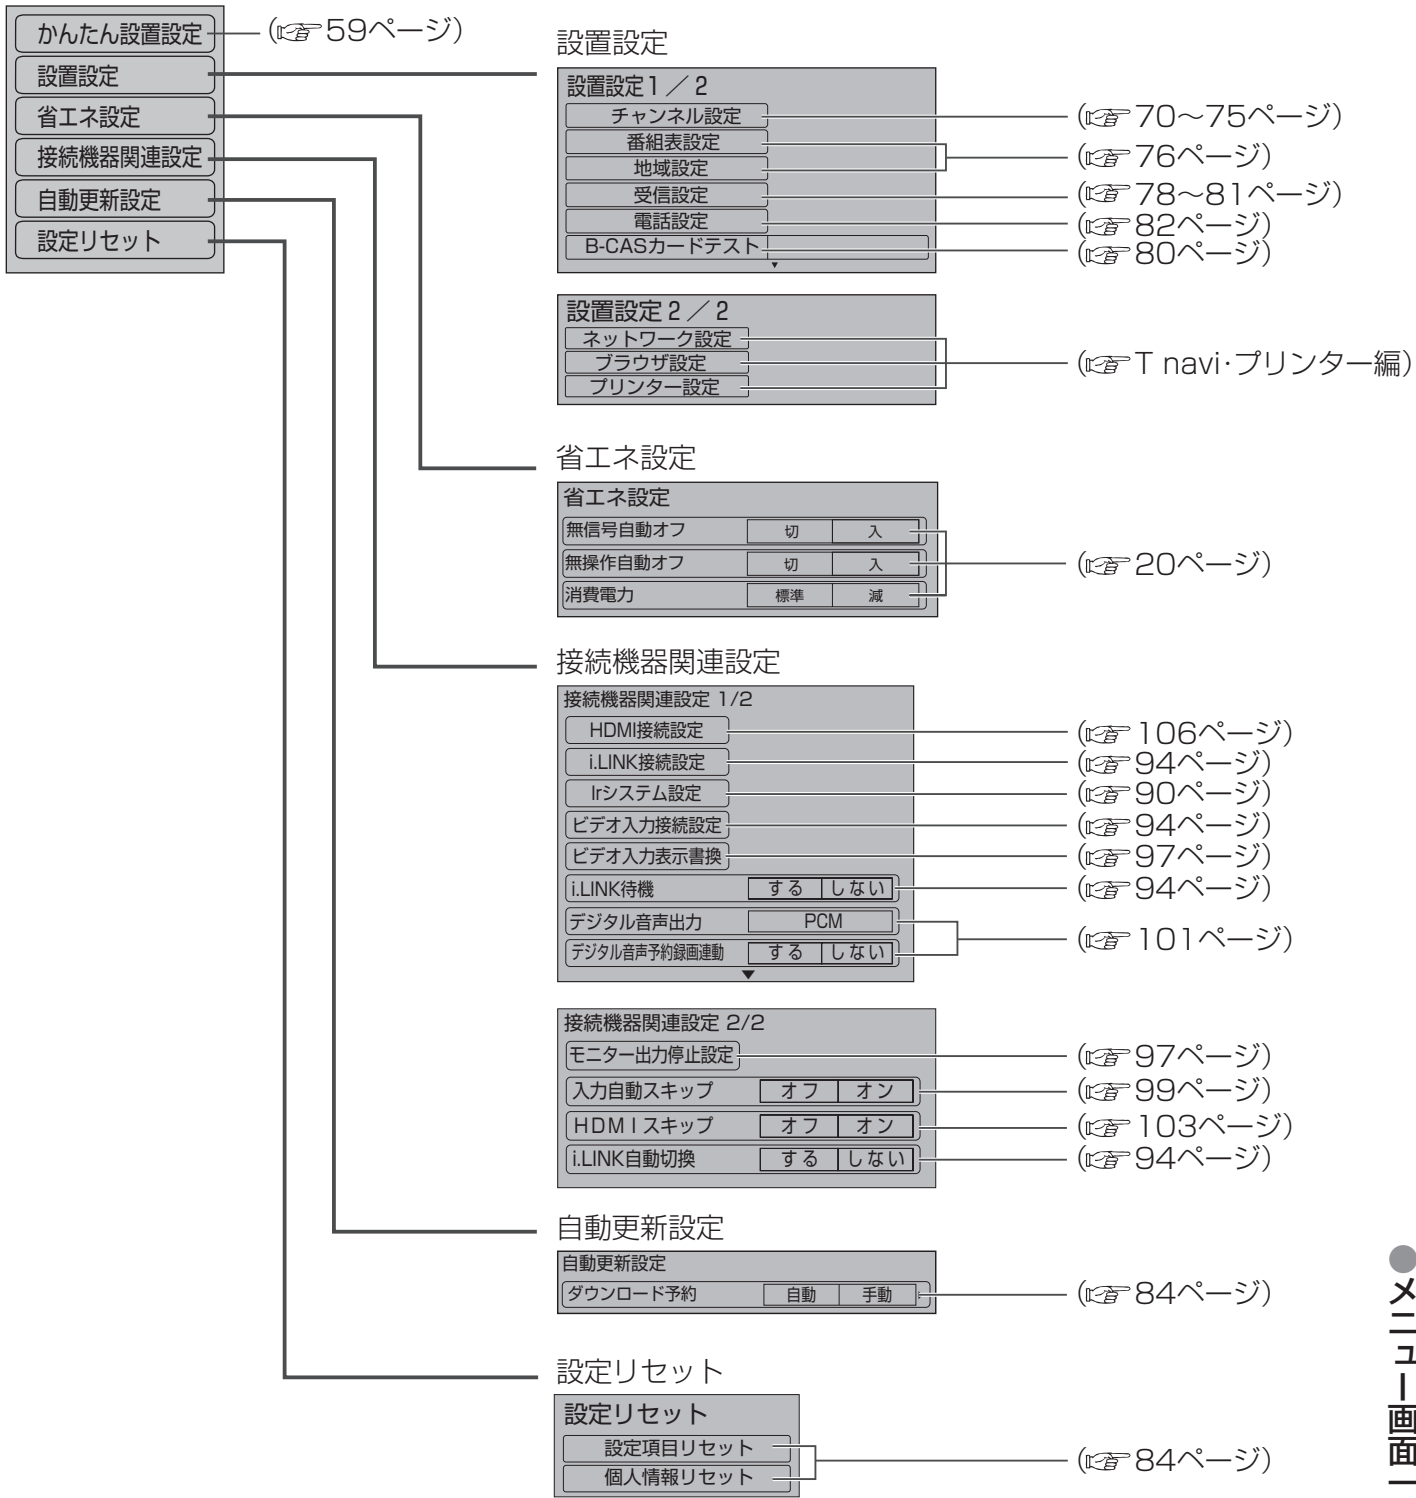 かんたん設置設定 (☞59ページ)
設置設定
省エネ設定
接続機器関連設定
自動更新設定
設定リセット
設置設定
設置設定1／2
チャンネル設定 (☞70～75ページ)
番組表設定
地域設定
(☞76ページ)
受信設定 (☞78～81ページ)
電話設定 (☞82ページ)
B-CASカードテスト (☞80ページ)
▼
設置設定2／2
ネットワーク設定
ブラウザ設定
プリンター設定
(☞T navi･プリンター編)
省エネ設定
省エネ設定
無信号自動オフ 切 入
無操作自動オフ 切 入
消費電力 標準 減
(☞20ページ)
接続機器関連設定
接続機器関連設定 1/2
HDMI接続設定 (☞106ページ)
i.LINK接続設定 (☞94ページ)
Irシステム設定 (☞90ページ)
ビデオ入力接続設定 (☞94ページ)
ビデオ入力表示書換 (☞97ページ)
i.LINK待機 する しない (☞94ページ)
デジタル音声出力 PCM
デジタル音声予約録画連動 する しない
(☞101ページ)
▼
接続機器関連設定 2/2
モニター出力停止設定 (☞97ページ)
入力自動スキップ オフ オン (☞99ページ)
HDMIスキップ オフ オン (☞103ページ)
i.LINK自動切換 する しない (☞94ページ)
自動更新設定
自動更新設定
ダウンロード予約 自動 手動 (☞84ページ)
設定リセット
設定リセット
設定項目リセット
個人情報リセット
(☞84ページ)
●メニュー画面一